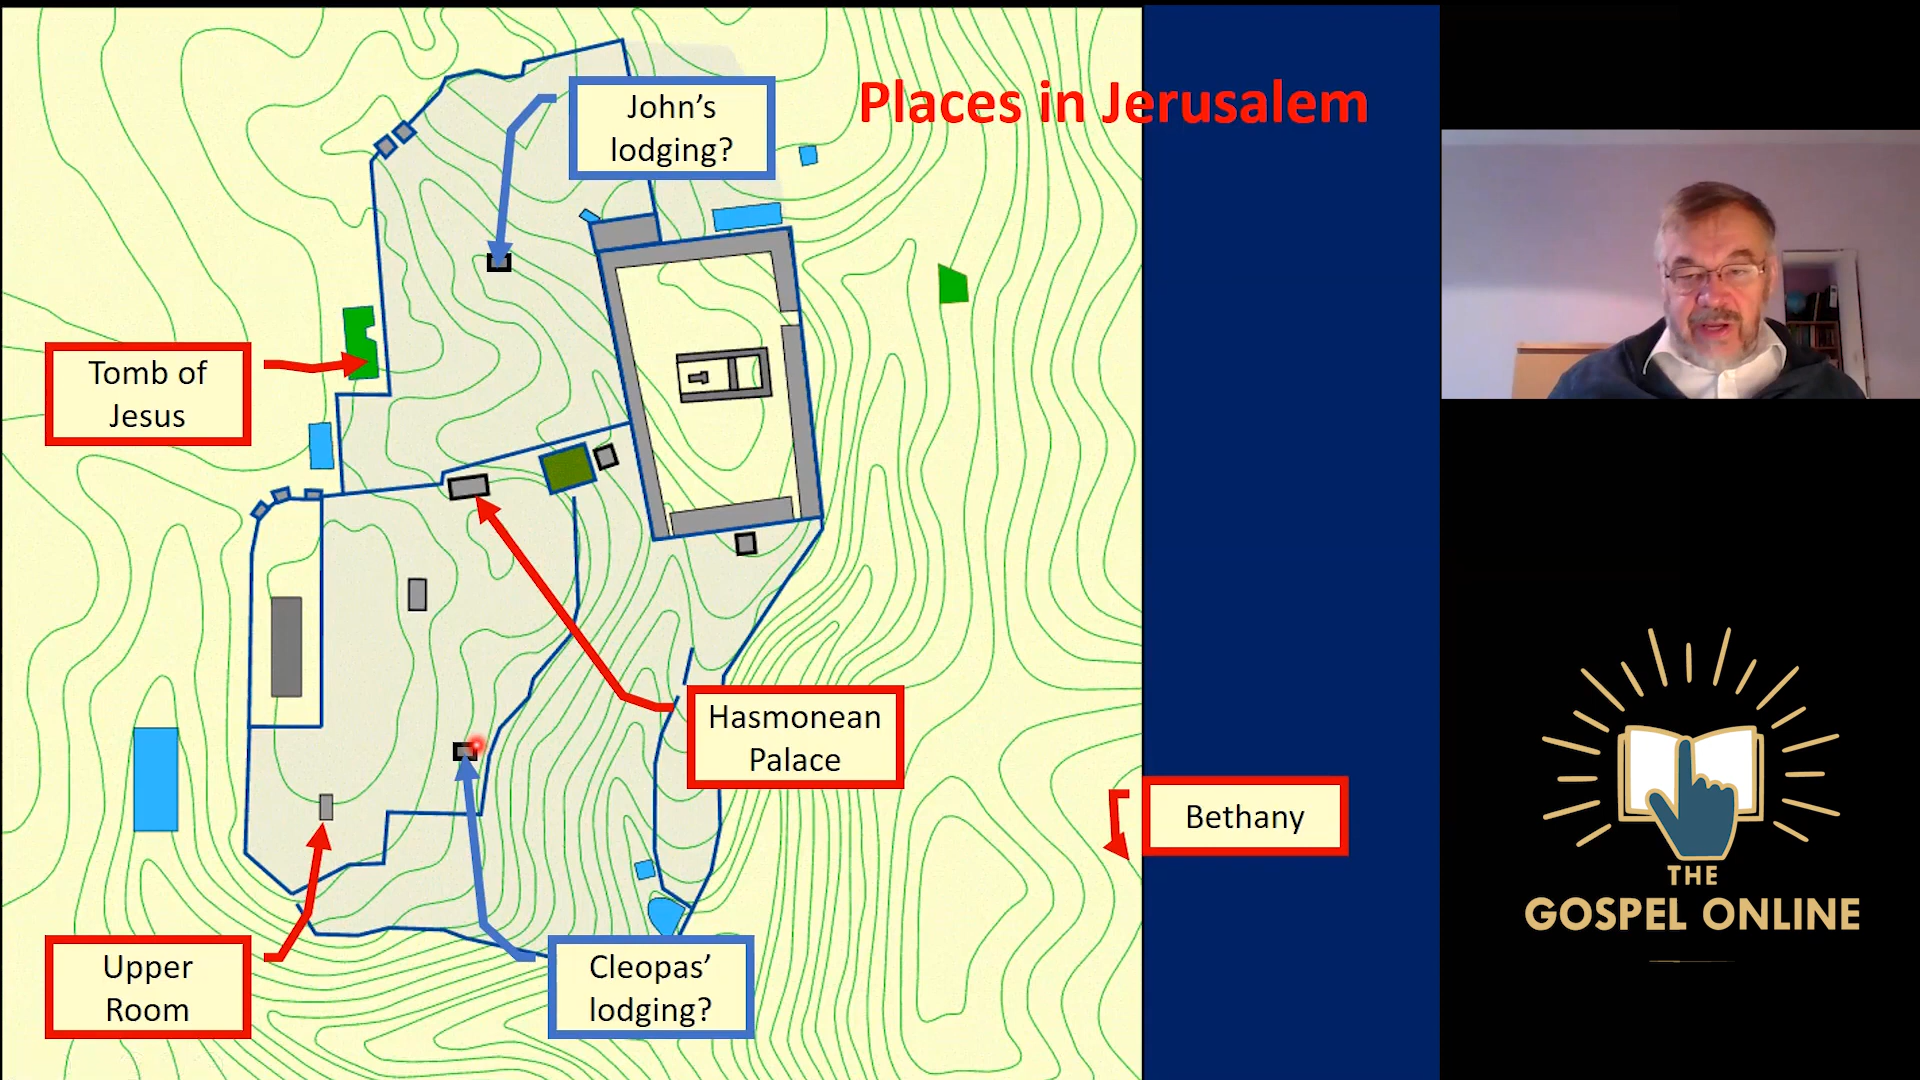 Places in Jerusalem
John's
lodging?
Tomb of
Jesus
Hasmonean
Palace
Bethany
Upper
Room
Cleopas'
lodging?
THE
GOSPEL ONLINE